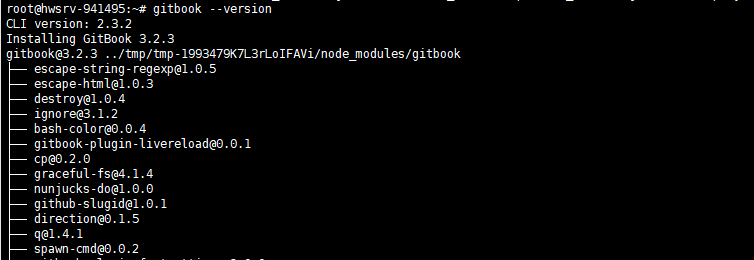 root@hwsrv-941495:~# gitbook --version
CLI version: 2.3.2
Installing GitBook 3.2.3
gitbook@3.2.3 ../tmp/tmp-1993479K7L3rLoIFAVi/node_modules/gitbook
├── escape-string-regexp@1.0.5
├── escape-html@1.0.3
├── destroy@1.0.4
├── ignore@3.1.2
├── bash-color@0.0.4
├── gitbook-plugin-livereload@0.0.1
├── cp@0.2.0
├── graceful-fs@4.1.4
├── nunjucks-do@1.0.0
├── github-slugid@1.0.1
├── direction@0.1.5
├── q@1.4.1
├── spawn-cmd@0.0.2